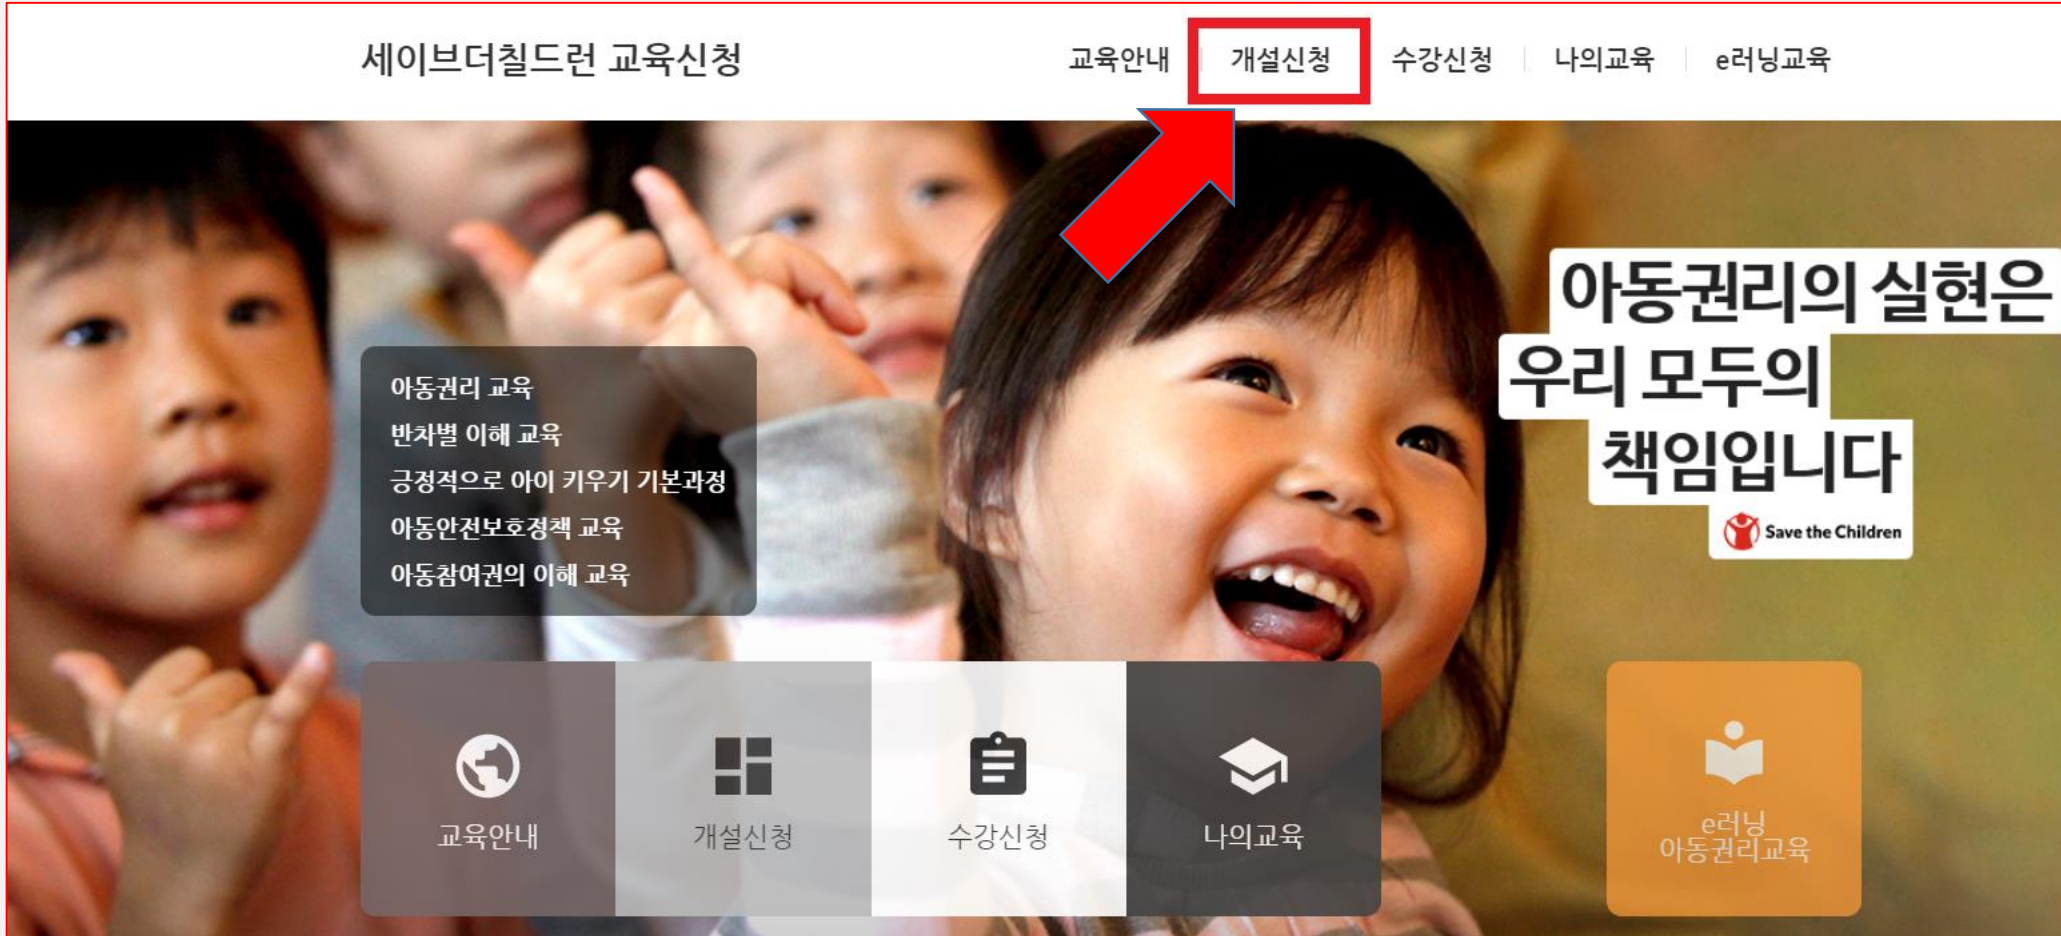 세이브더칠드런 교육신청
교육안내
개설신청
수강신청
나의교육
e러닝교육
아동권리의 실현은
우리 모두의
책임입니다
Save the Children
아동권리 교육
반차별 이해 교육
긍정적으로 아이 키우기 기본과정
아동안전보호정책 교육
아동참여권의 이해 교육
교육안내
개설신청
수강신청
나의교육
e러닝
아동권리교육